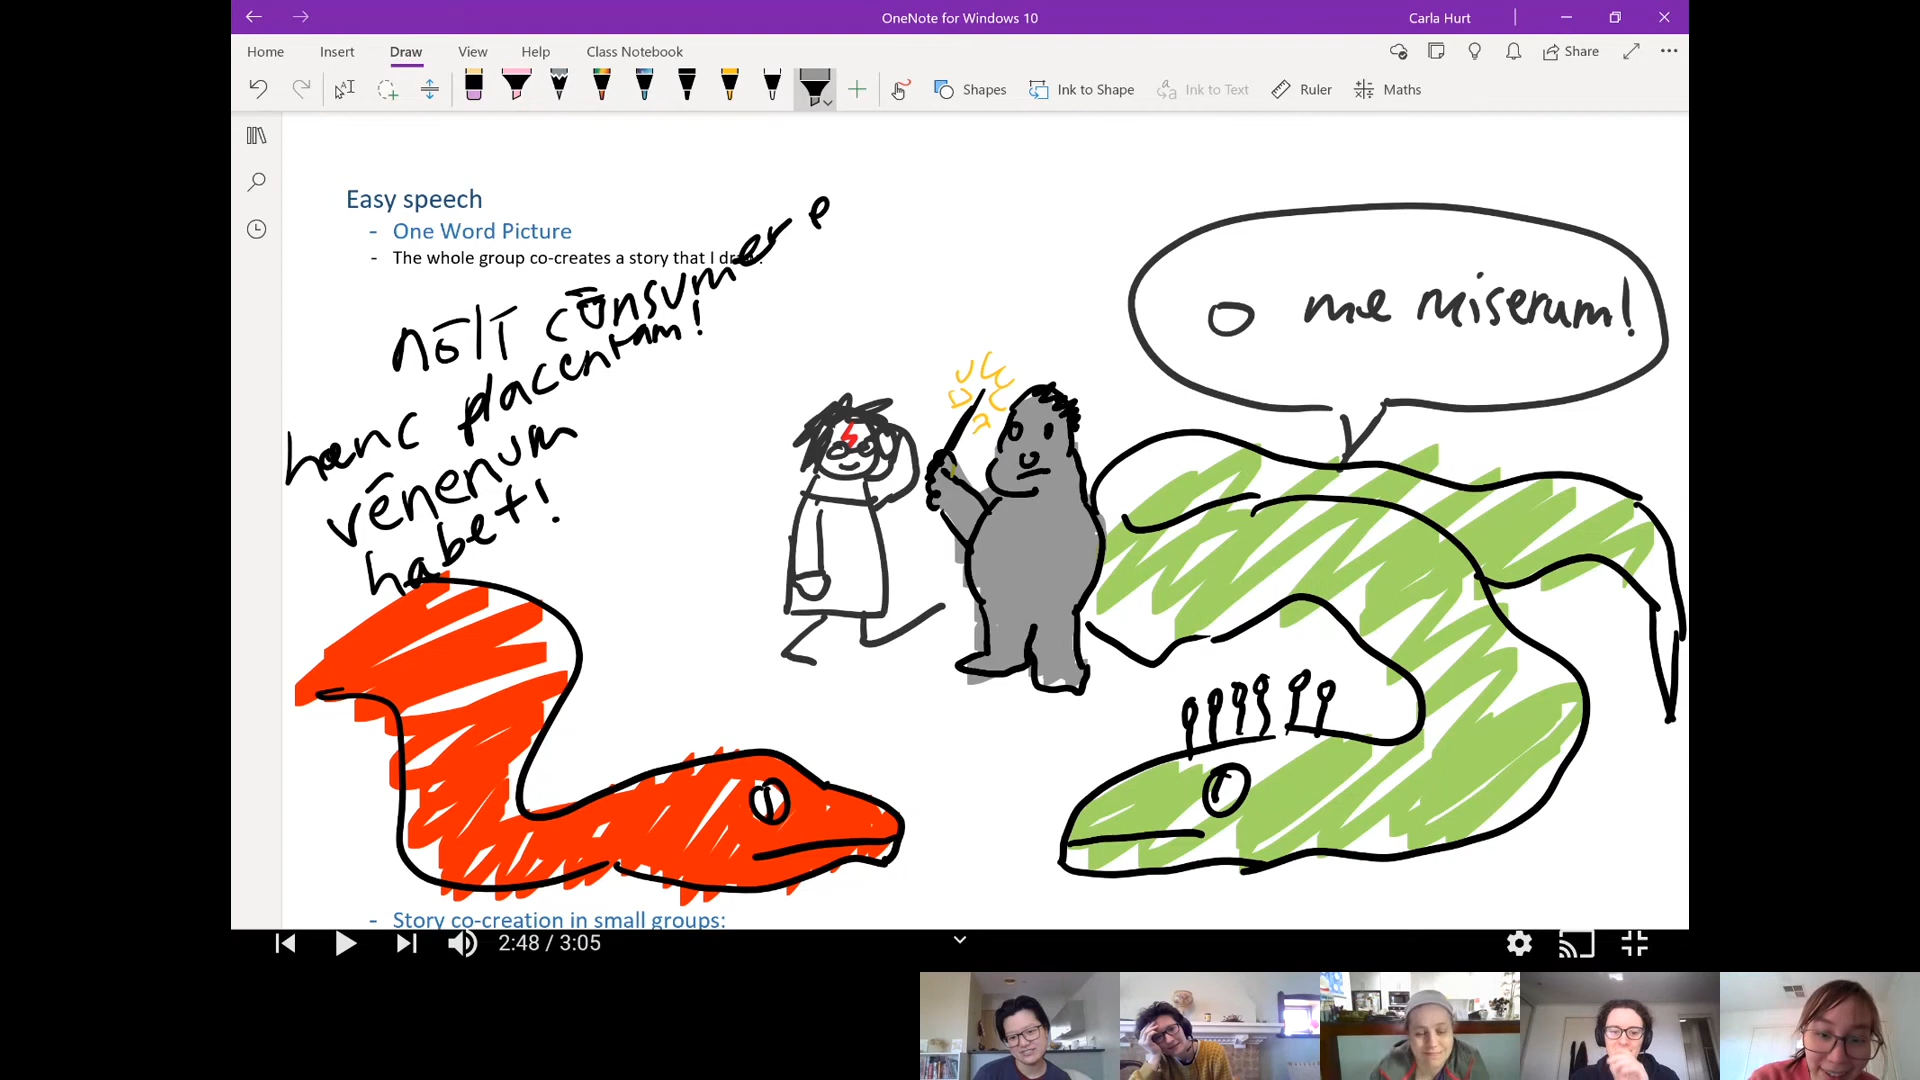 OneNote for Windows 10
Carla Hurt
Home Insert Draw View Help Class Notebook
Share
Shapes Ink to Shape Ink to Text Ruler Maths
Easy speech
- One Word Picture
- The whole group co-creates a story that I draw.
nōlī cōnsumere
hanc placentam!
vēnenum
habet!
o me miserum!
- Story co-creation in small groups:
2:48 / 3:05